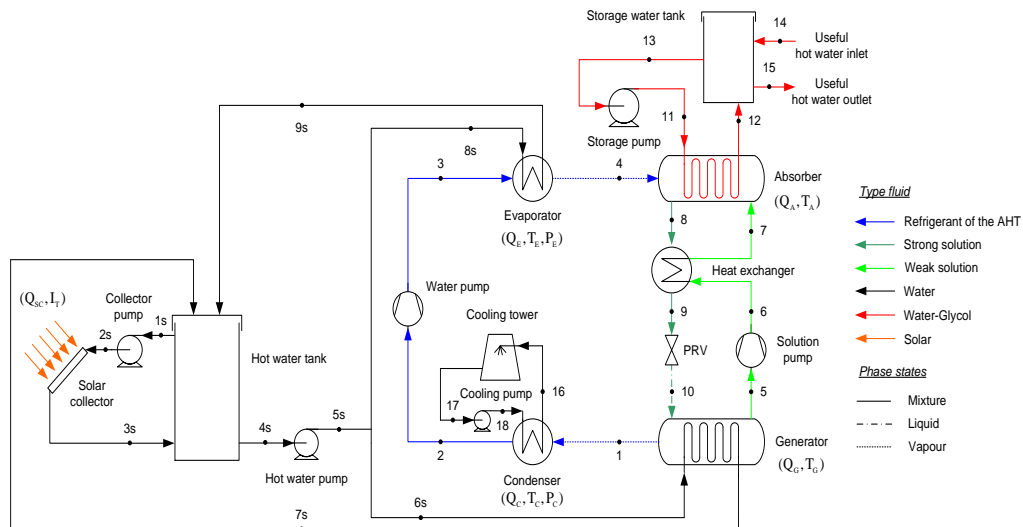 Storage water tank
14
Useful
hot water inlet
13
15
Useful
hot water outlet
11
12
Storage pump
9s
8s
3
4
Absorber
(Q_A,T_A)
Evaporator
(Q_E,T_E,P_E)
8
7
Heat exchanger
Type fluid
Refrigerant of the AHT
Strong solution
Weak solution
Water
Water-Glycol
Solar
(Q_SC,I_T)
Collector
pump
1s
2s
Solar
collector
Hot water tank
Water pump
Cooling tower
9
6
PRV
Solution
pump
Cooling pump
16
17
18
10
5
Phase states
Mixture
Liquid
Vapour
3s
4s
5s
Hot water pump
2
1
Condenser
(Q_C,T_C,P_C)
Generator
(Q_G,T_G)
6s
7s